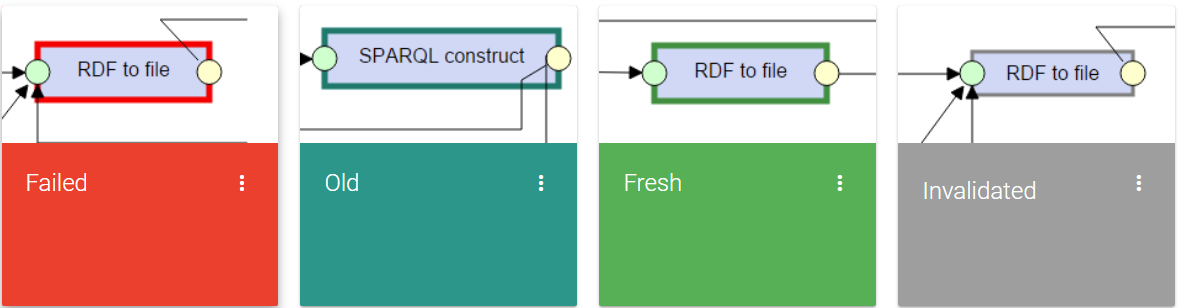 RDF to file
SPARQL construct
RDF to file
RDF to file
Failed
Old
Fresh
Invalidated